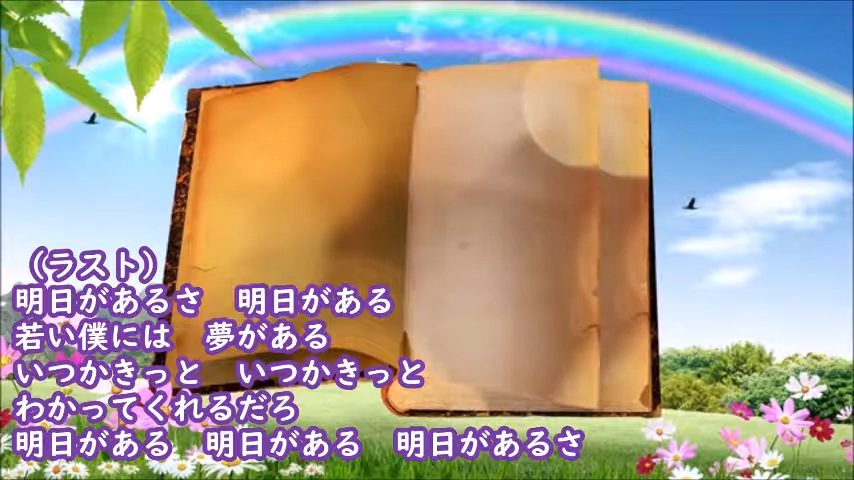 （ラスト）
明日があるさ　明日がある
若い僕には　夢がある
いつかきっと　いつかきっと
わかってくれるだろ
明日がある　明日がある　明日があるさ